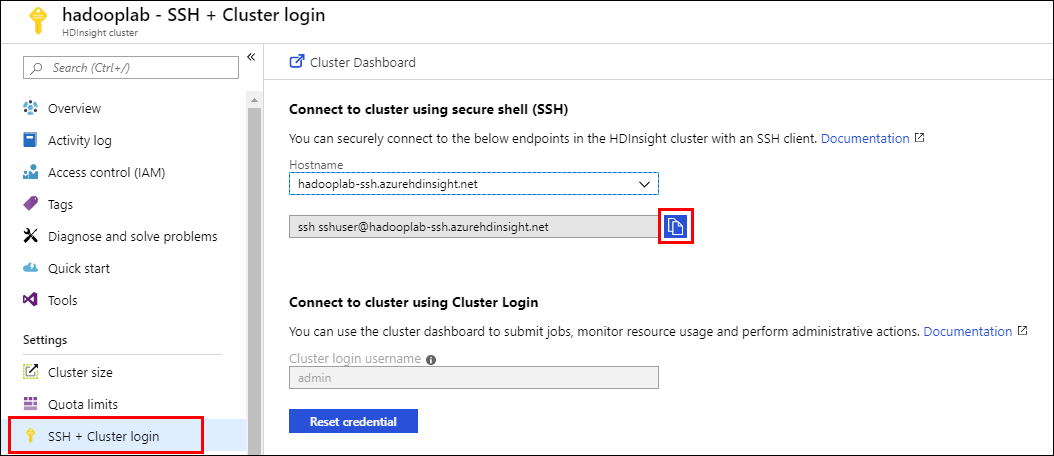 hadooplab - SSH + Cluster login
HDInsight cluster
«
Search (Ctrl+/)
Overview
Activity log
Access control (IAM)
Tags
Diagnose and solve problems
Quick start
Tools
Settings
Cluster size
Quota limits
SSH + Cluster login
Cluster Dashboard
Connect to cluster using secure shell (SSH)
You can securely connect to the below endpoints in the HDInsight cluster with an SSH client. Documentation
Hostname
hadooplab-ssh.azurehdinsight.net
ssh sshuser@hadooplab-ssh.azurehdinsight.net
Connect to cluster using Cluster Login
You can use the cluster dashboard to submit jobs, monitor resource usage and perform administrative actions. Documentation
Cluster login username
admin
Reset credential